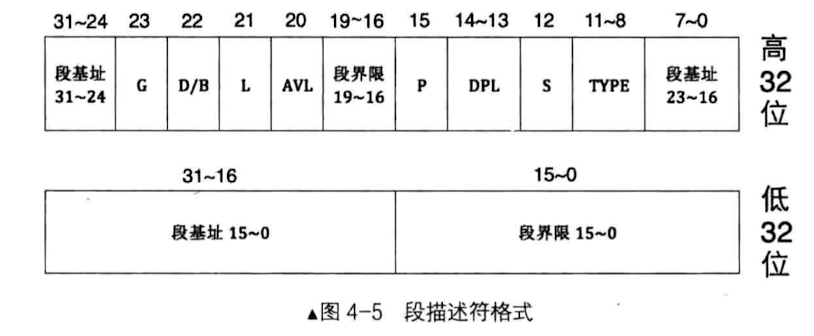 31~24 23 22 21 20 19~16 15 14~13 12 11~8 7~0
段基址 31~24 G D/B L AVL 段界限 19~16 P DPL S TYPE 段基址 23~16
高32位
31~16 15~0
段基址 15~0 段界限 15~0
低32位
▲图 4-5 段描述符格式